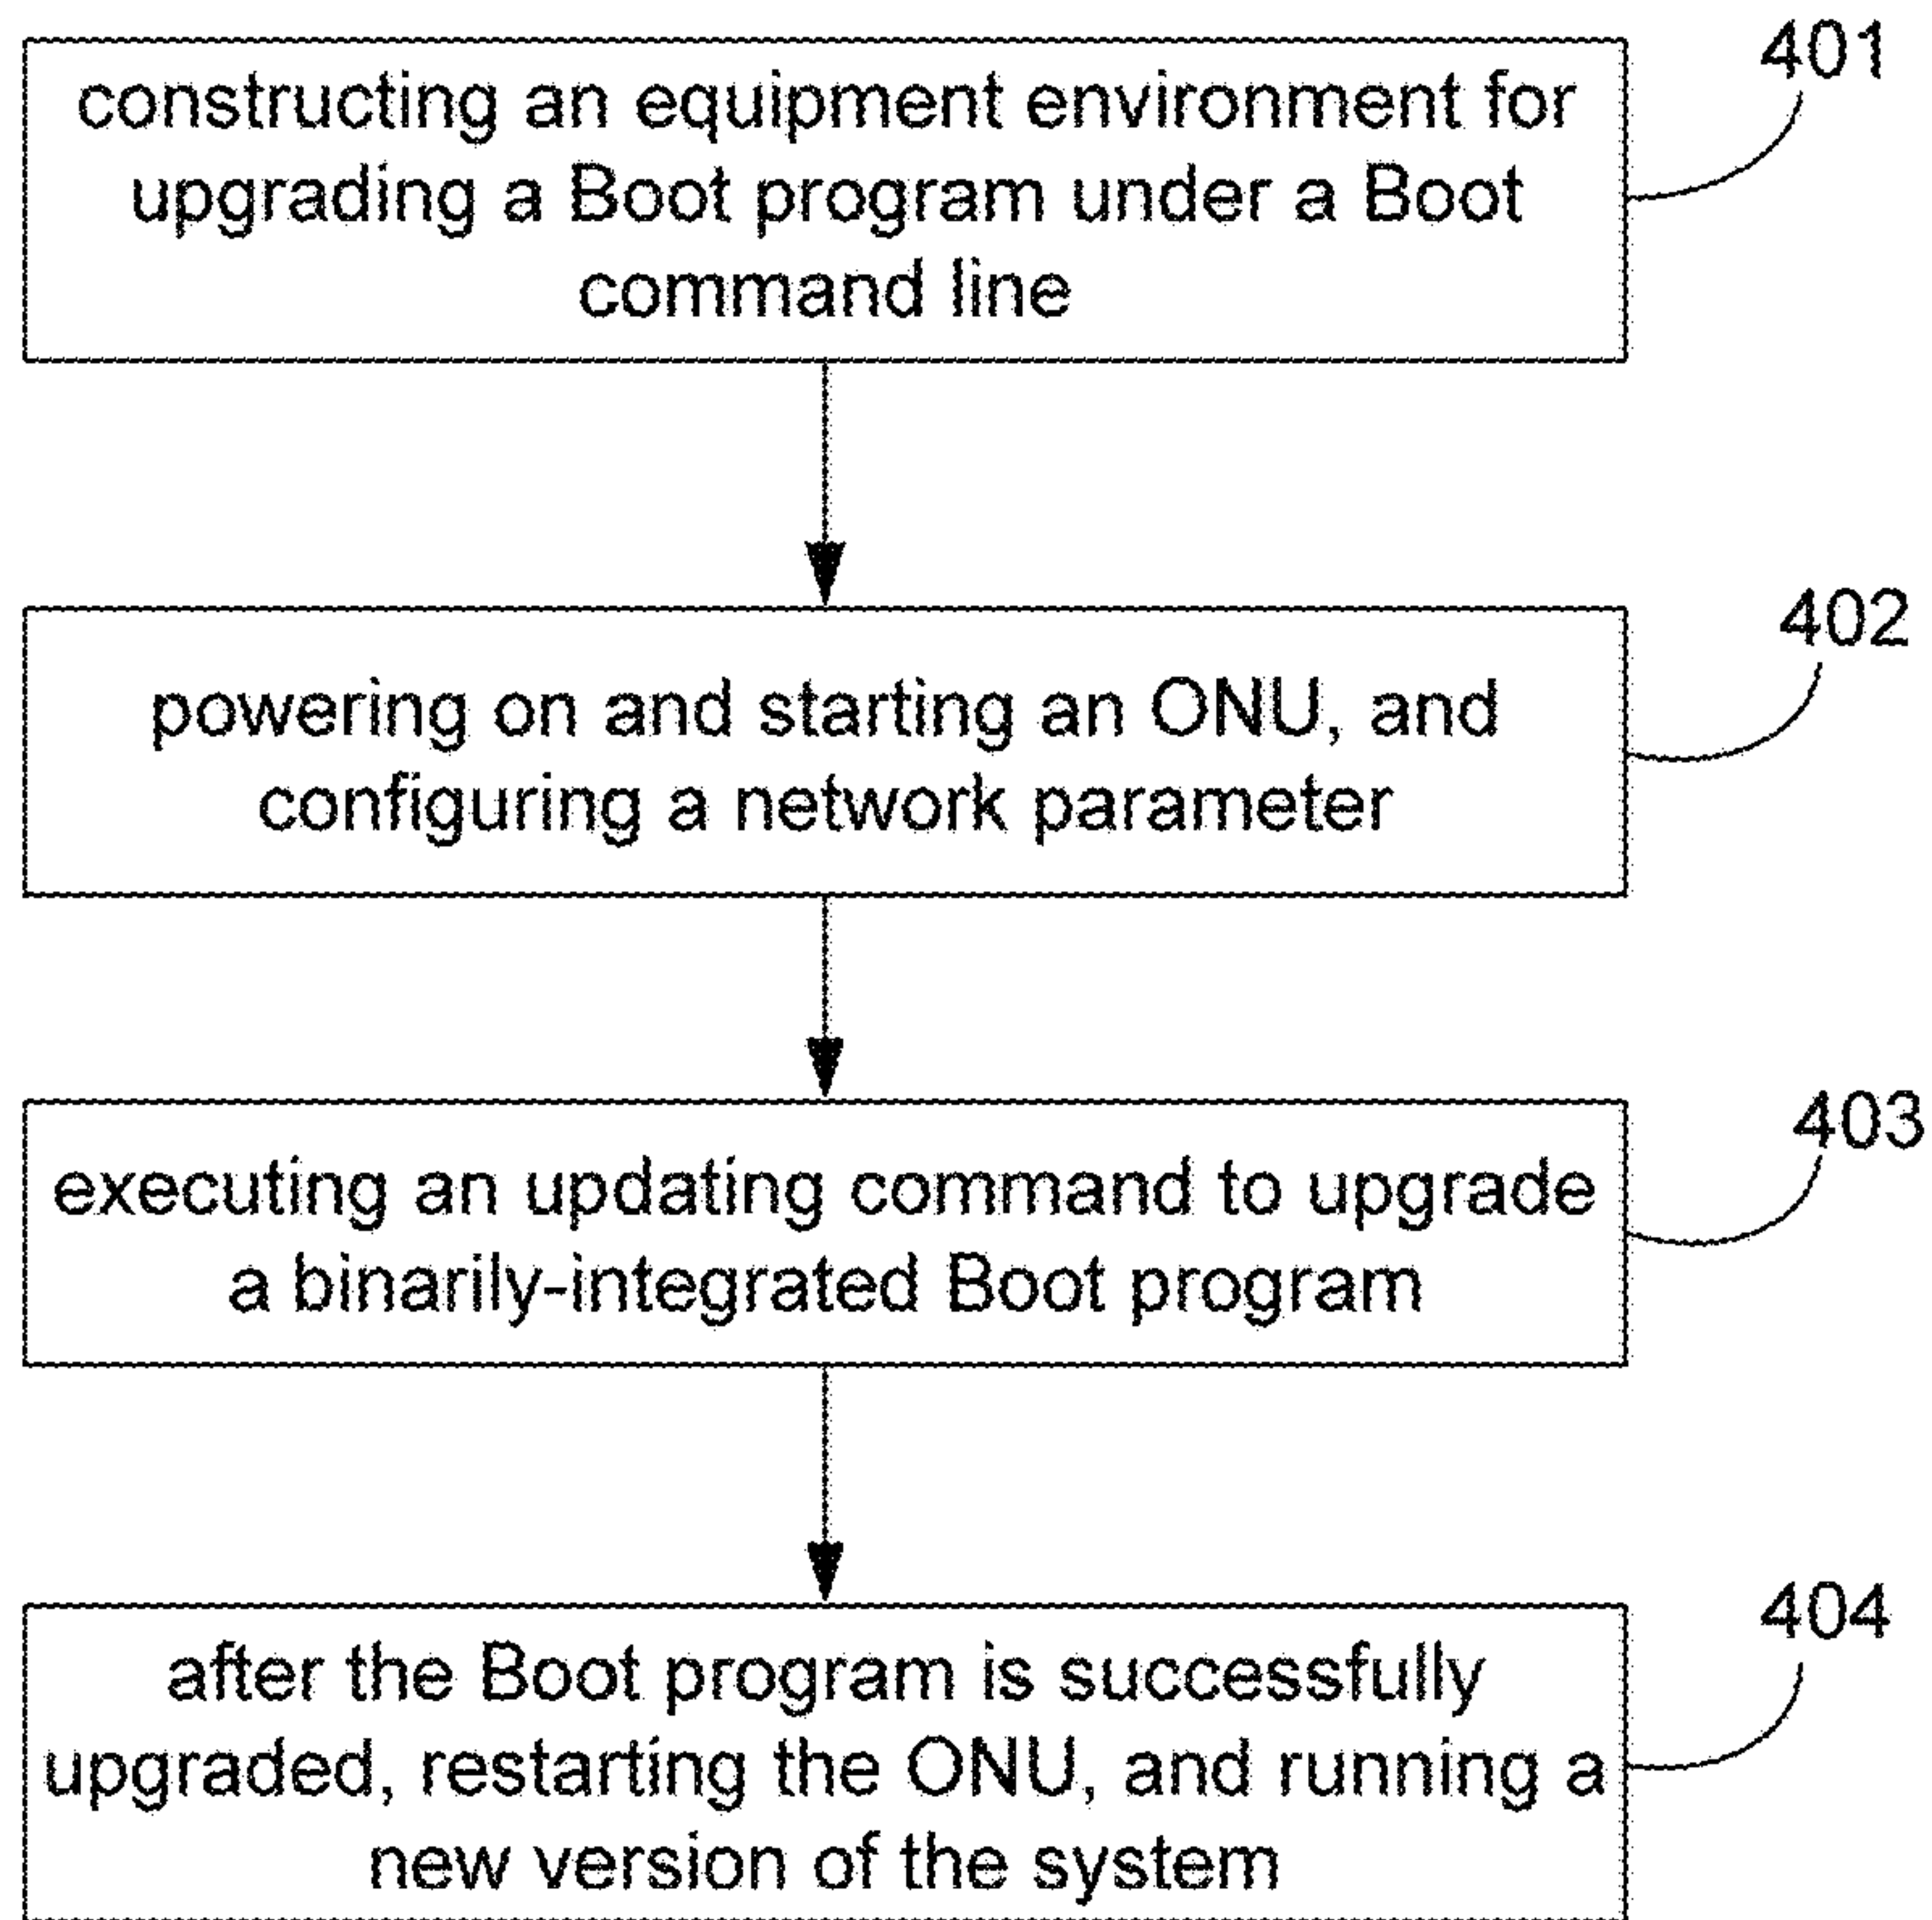 401
constructing an equipment environment for
upgrading a Boot program under a Boot
command line
402
powering on and starting an ONU, and
configuring a network parameter
403
executing an updating command to upgrade
a binarily-integrated Boot program
404
after the Boot program is successfully
upgraded, restarting the ONU, and running a
new version of the system